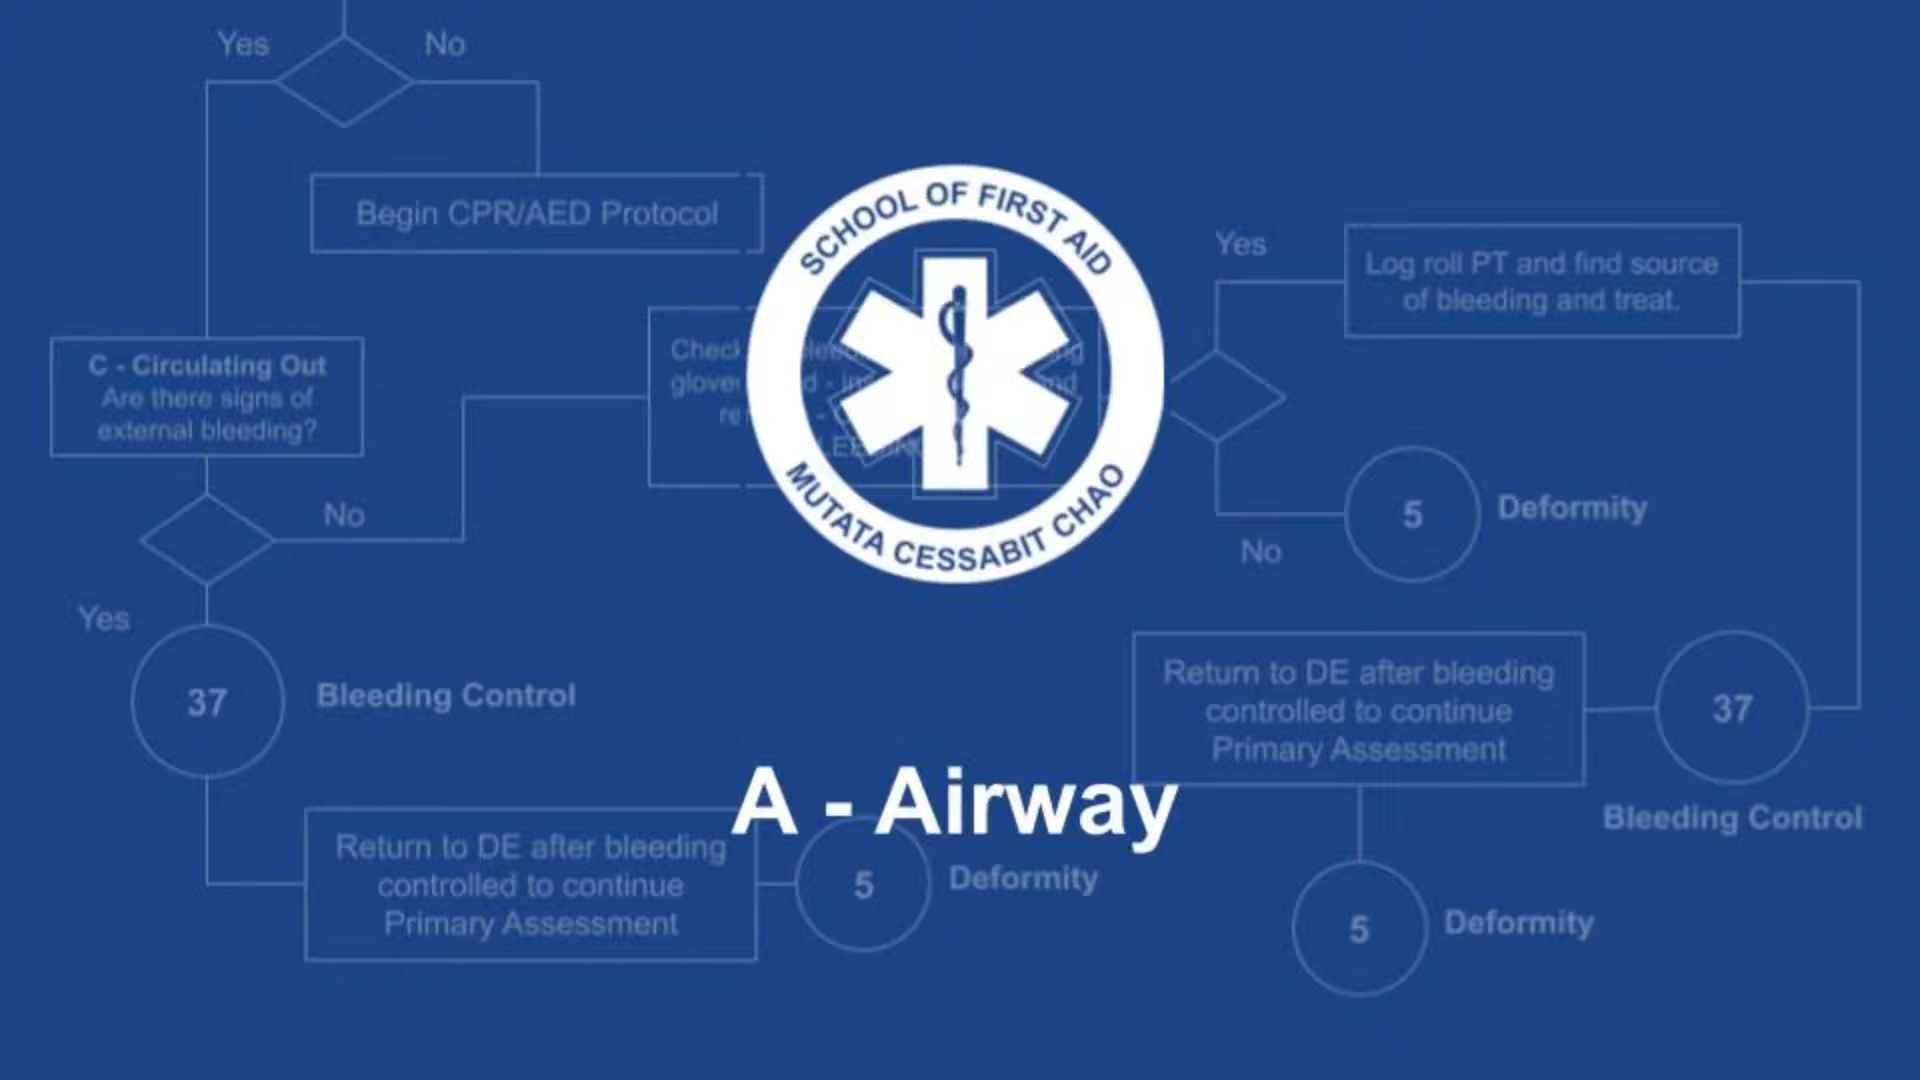 Yes
No
Begin CPR/AED Protocol
C - Circulating Out
Are there signs of
external bleeding?
No
Yes
37
Bleeding Control
Return to DE after bleeding
controlled to continue
Primary Assessment
5
Deformity
SCHOOL OF FIRST AID
MUTATA CESSABIT CHAO
Check
A - Airway
Yes
Log roll PT and find source
of bleeding and treat.
No
5
Deformity
Return to DE after bleeding
controlled to continue
Primary Assessment
37
Bleeding Control
5
Deformity